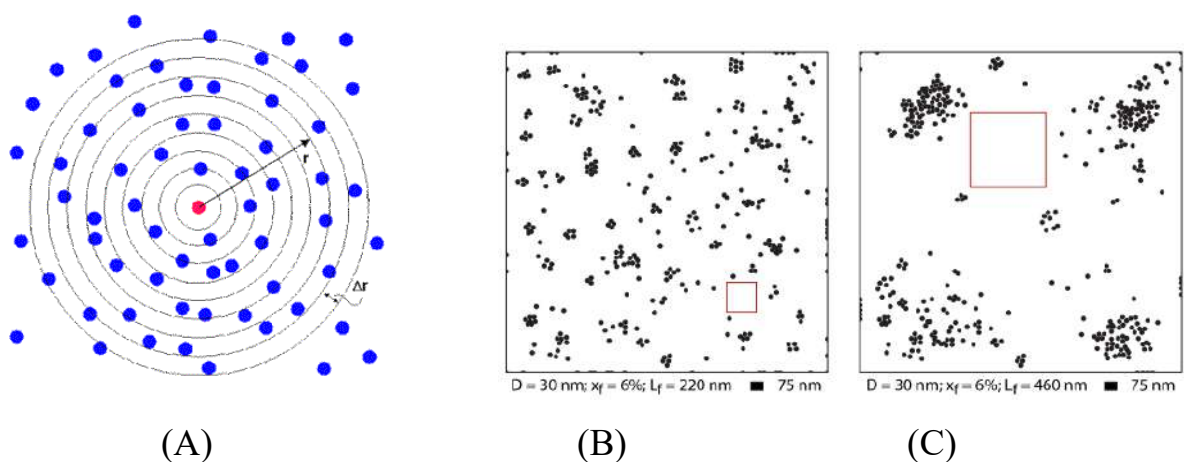 r
Δr
D = 30 nm; x_f = 6%; L_f = 220 nm 75 nm
D = 30 nm; x_f = 6%; L_f = 460 nm 75 nm
(A) (B) (C)